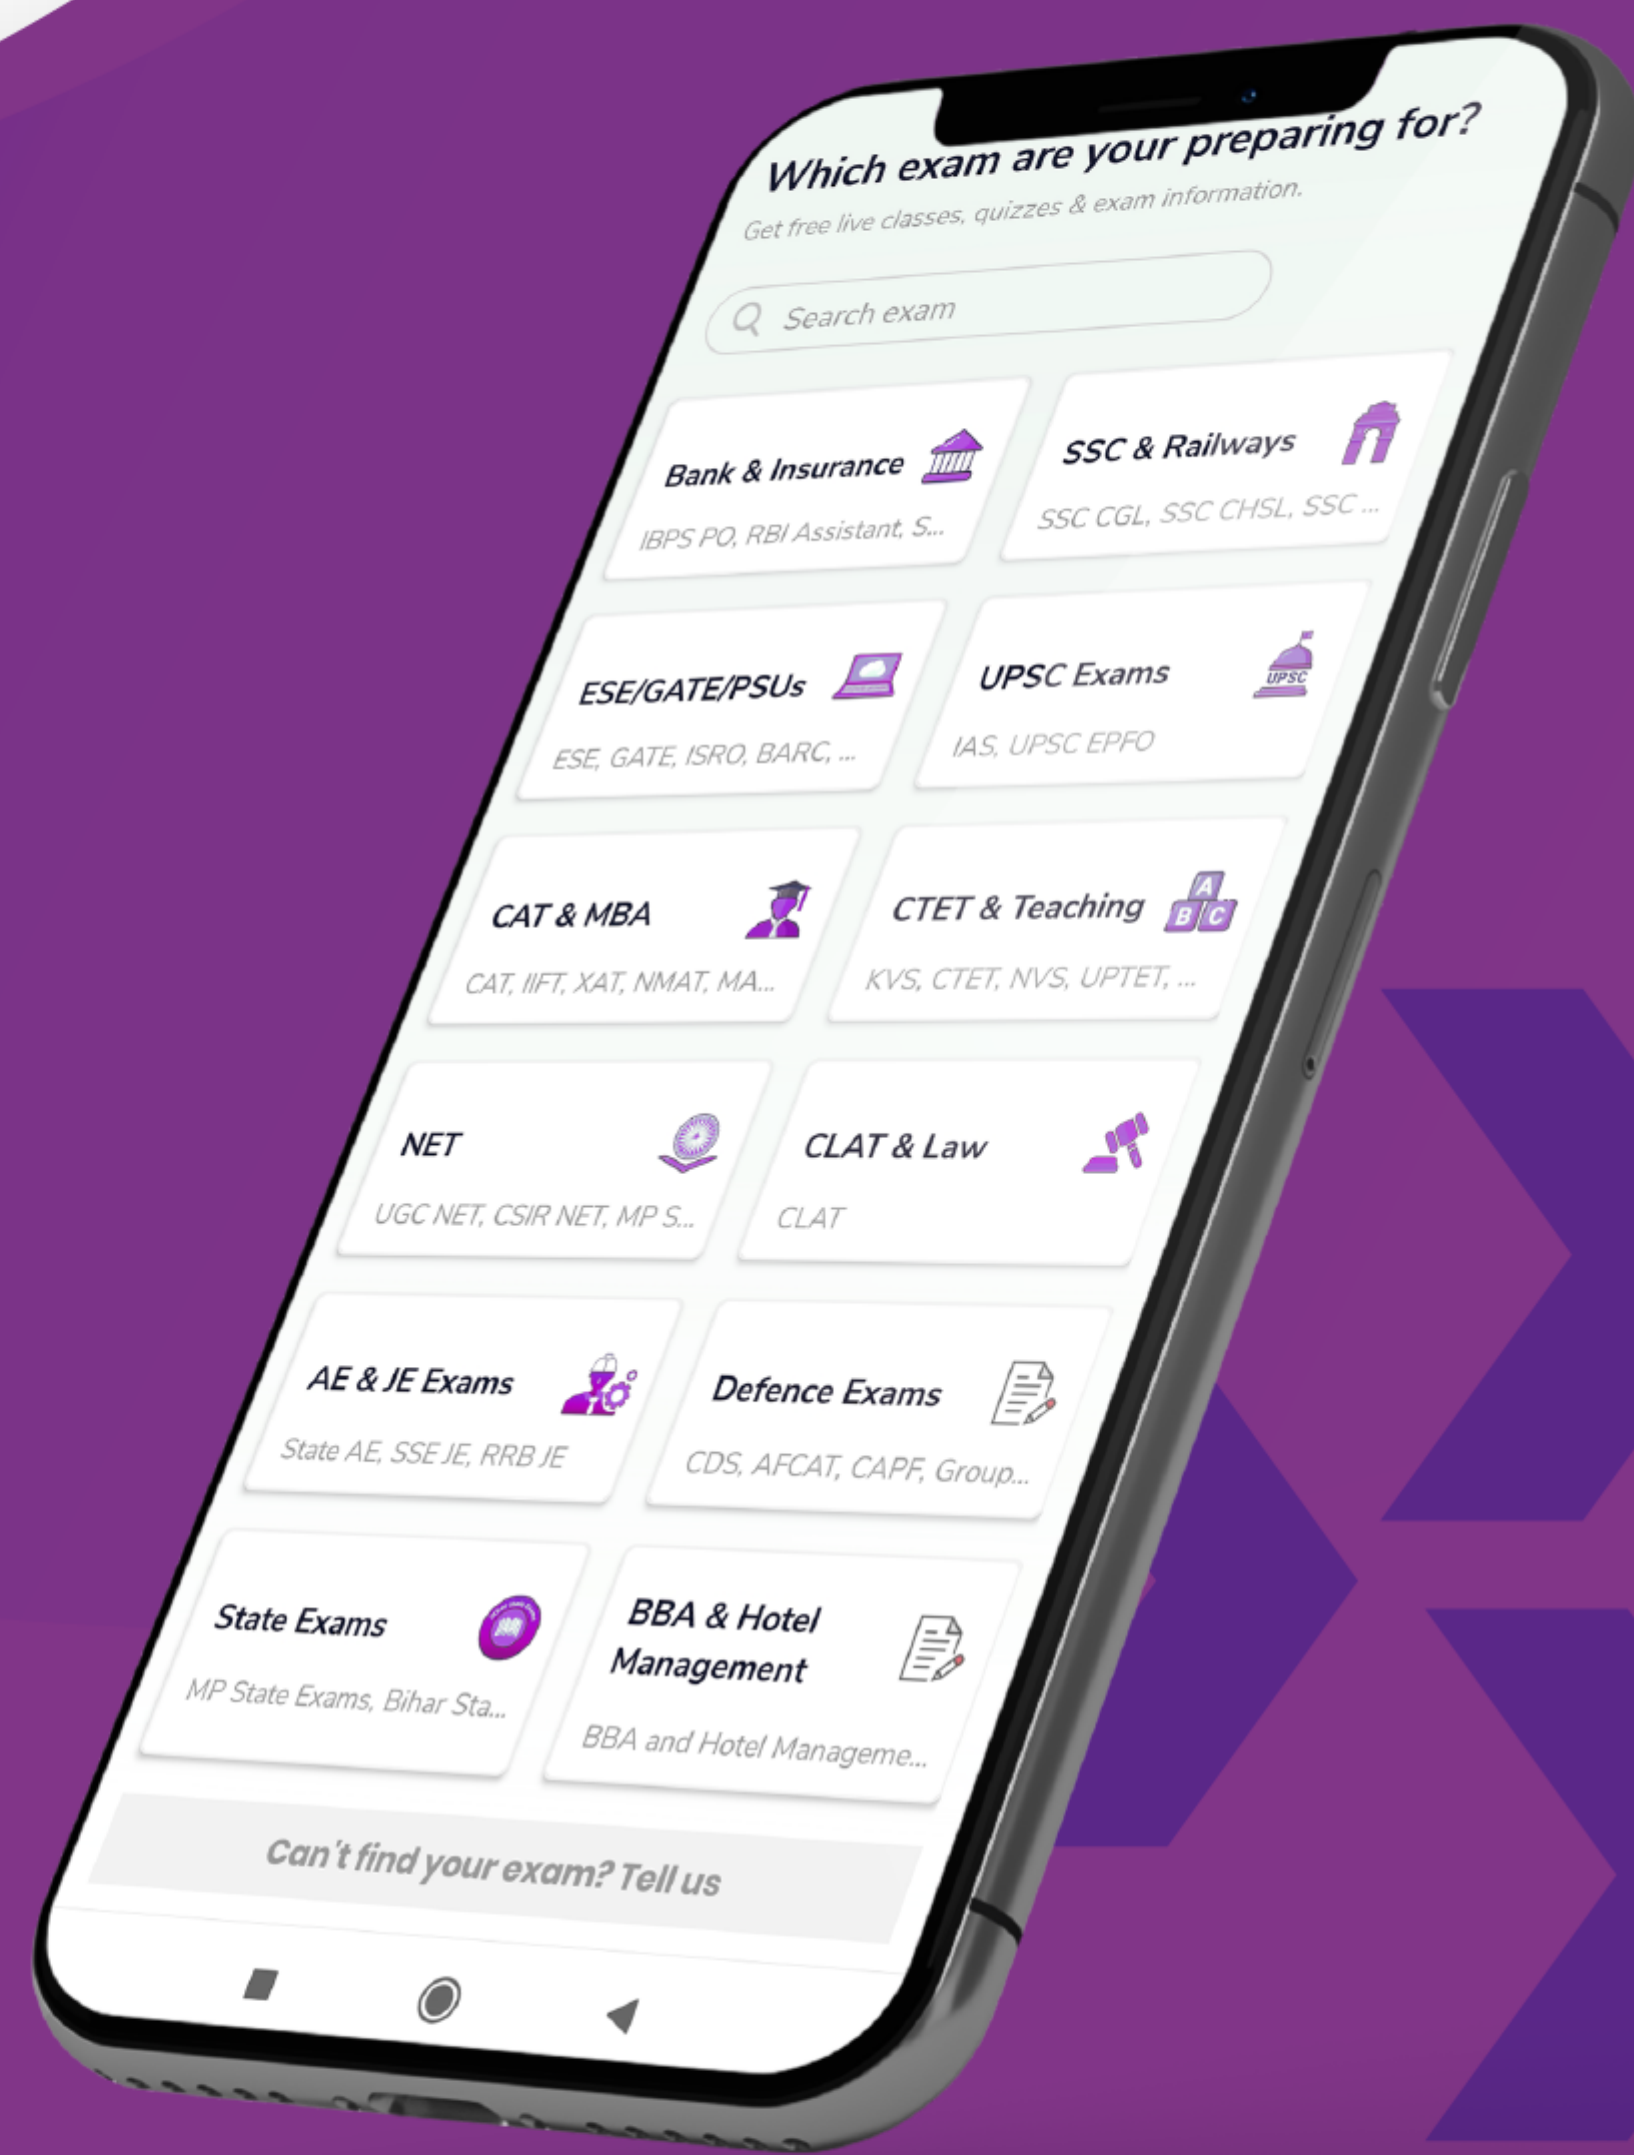 Which exam are your preparing for?
Get free live classes, quizzes & exam information.
Search exam
Bank & Insurance
IBPS PO, RBI Assistant, S...
SSC & Railways
SSC CGL, SSC CHSL, SSC ...
ESE/GATE/PSUs
ESE, GATE, ISRO, BARC, ...
UPSC Exams
UPSC
IAS, UPSC EPFO
CAT & MBA
CAT, IIFT, XAT, NMAT, MA...
CTET & Teaching
A
B C
KVS, CTET, NVS, UPTET, ...
NET
UGC NET, CSIR NET, MP S...
CLAT & Law
CLAT
AE & JE Exams
State AE, SSE JE, RRB JE
Defence Exams
CDS, AFCAT, CAPF, Group...
State Exams
MP State Exams, Bihar Sta...
BBA & Hotel
Management
BBA and Hotel Manageme...
Can't find your exam? Tell us